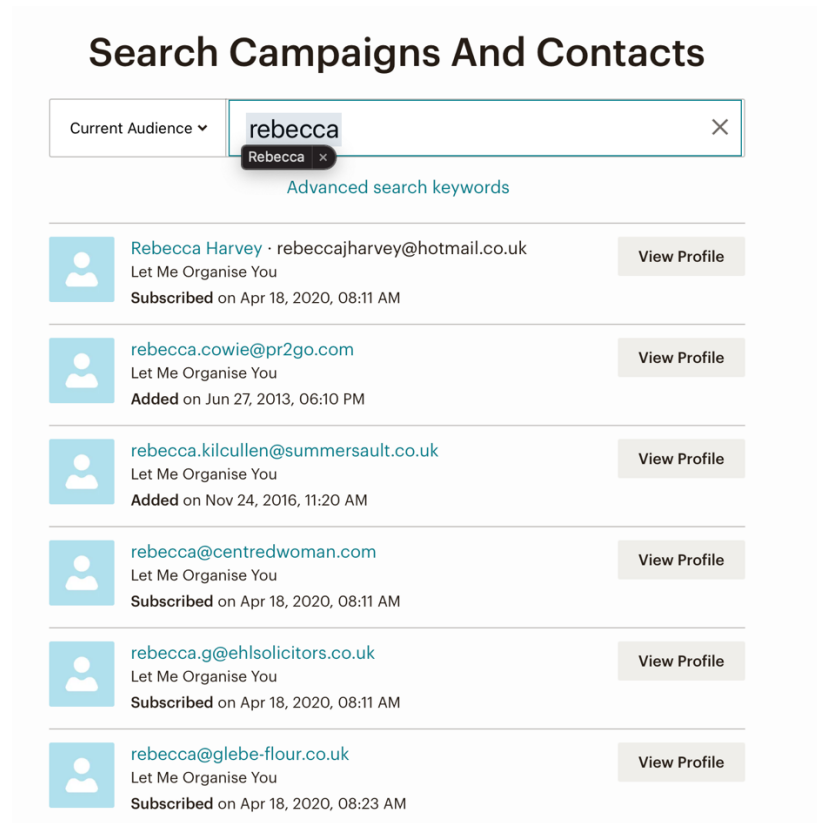 Search Campaigns And Contacts
Current Audience
rebecca
Rebecca ×
Advanced search keywords
Rebecca Harvey · rebeccajharvey@hotmail.co.uk
Let Me Organise You
Subscribed on Apr 18, 2020, 08:11 AM
View Profile
rebecca.cowie@pr2go.com
Let Me Organise You
Added on Jun 27, 2013, 06:10 PM
View Profile
rebecca.kilcullen@summersault.co.uk
Let Me Organise You
Added on Nov 24, 2016, 11:20 AM
View Profile
rebecca@centredwoman.com
Let Me Organise You
Subscribed on Apr 18, 2020, 08:11 AM
View Profile
rebecca.g@ehlsolicitors.co.uk
Let Me Organise You
Subscribed on Apr 18, 2020, 08:11 AM
View Profile
rebecca@glebe-flour.co.uk
Let Me Organise You
Subscribed on Apr 18, 2020, 08:23 AM
View Profile